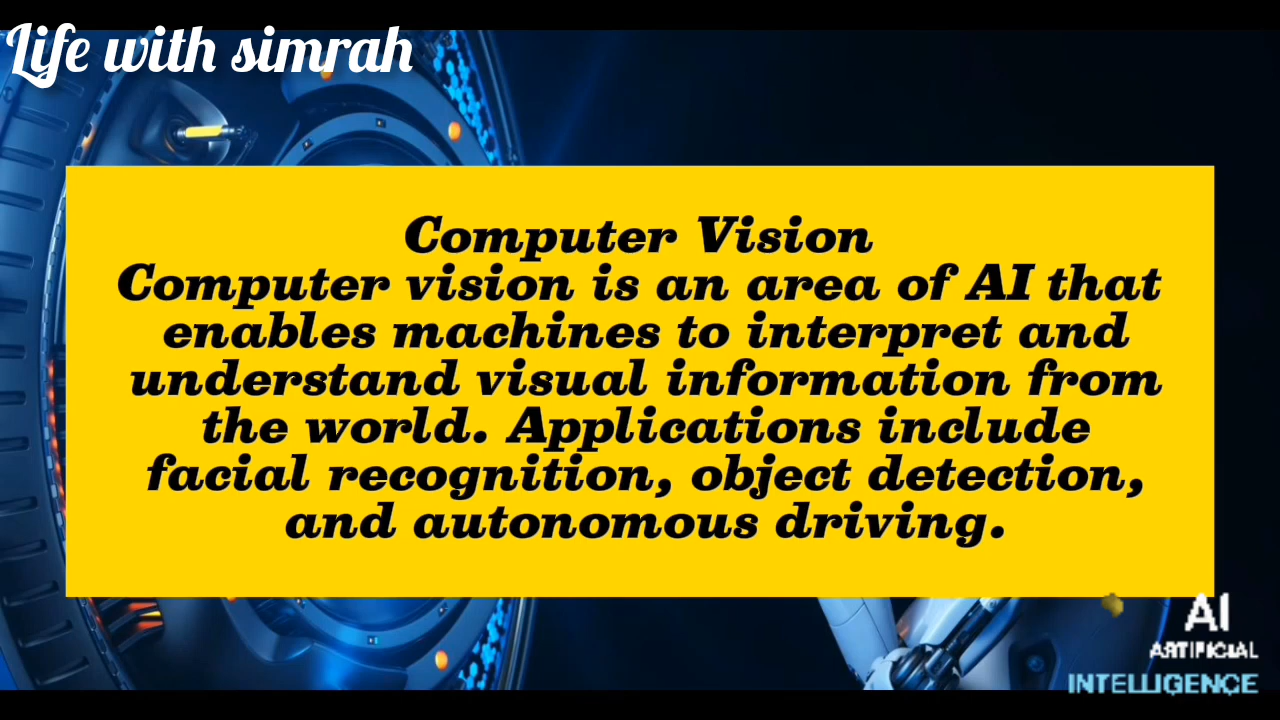 Life with simrah
Computer Vision
Computer vision is an area of AI that
enables machines to interpret and
understand visual information from
the world. Applications include
facial recognition, object detection,
and autonomous driving.
AI
ARTIFICIAL
INTELLIGENCE